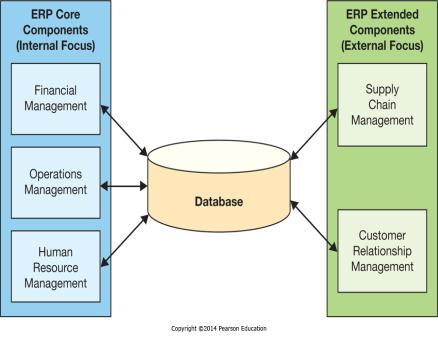 ERP Core
Components
(Internal Focus)
Financial
Management
Operations
Management
Human
Resource
Management
Database
ERP Extended
Components
(External Focus)
Supply
Chain
Management
Customer
Relationship
Management
Copyright ©2014 Pearson Education